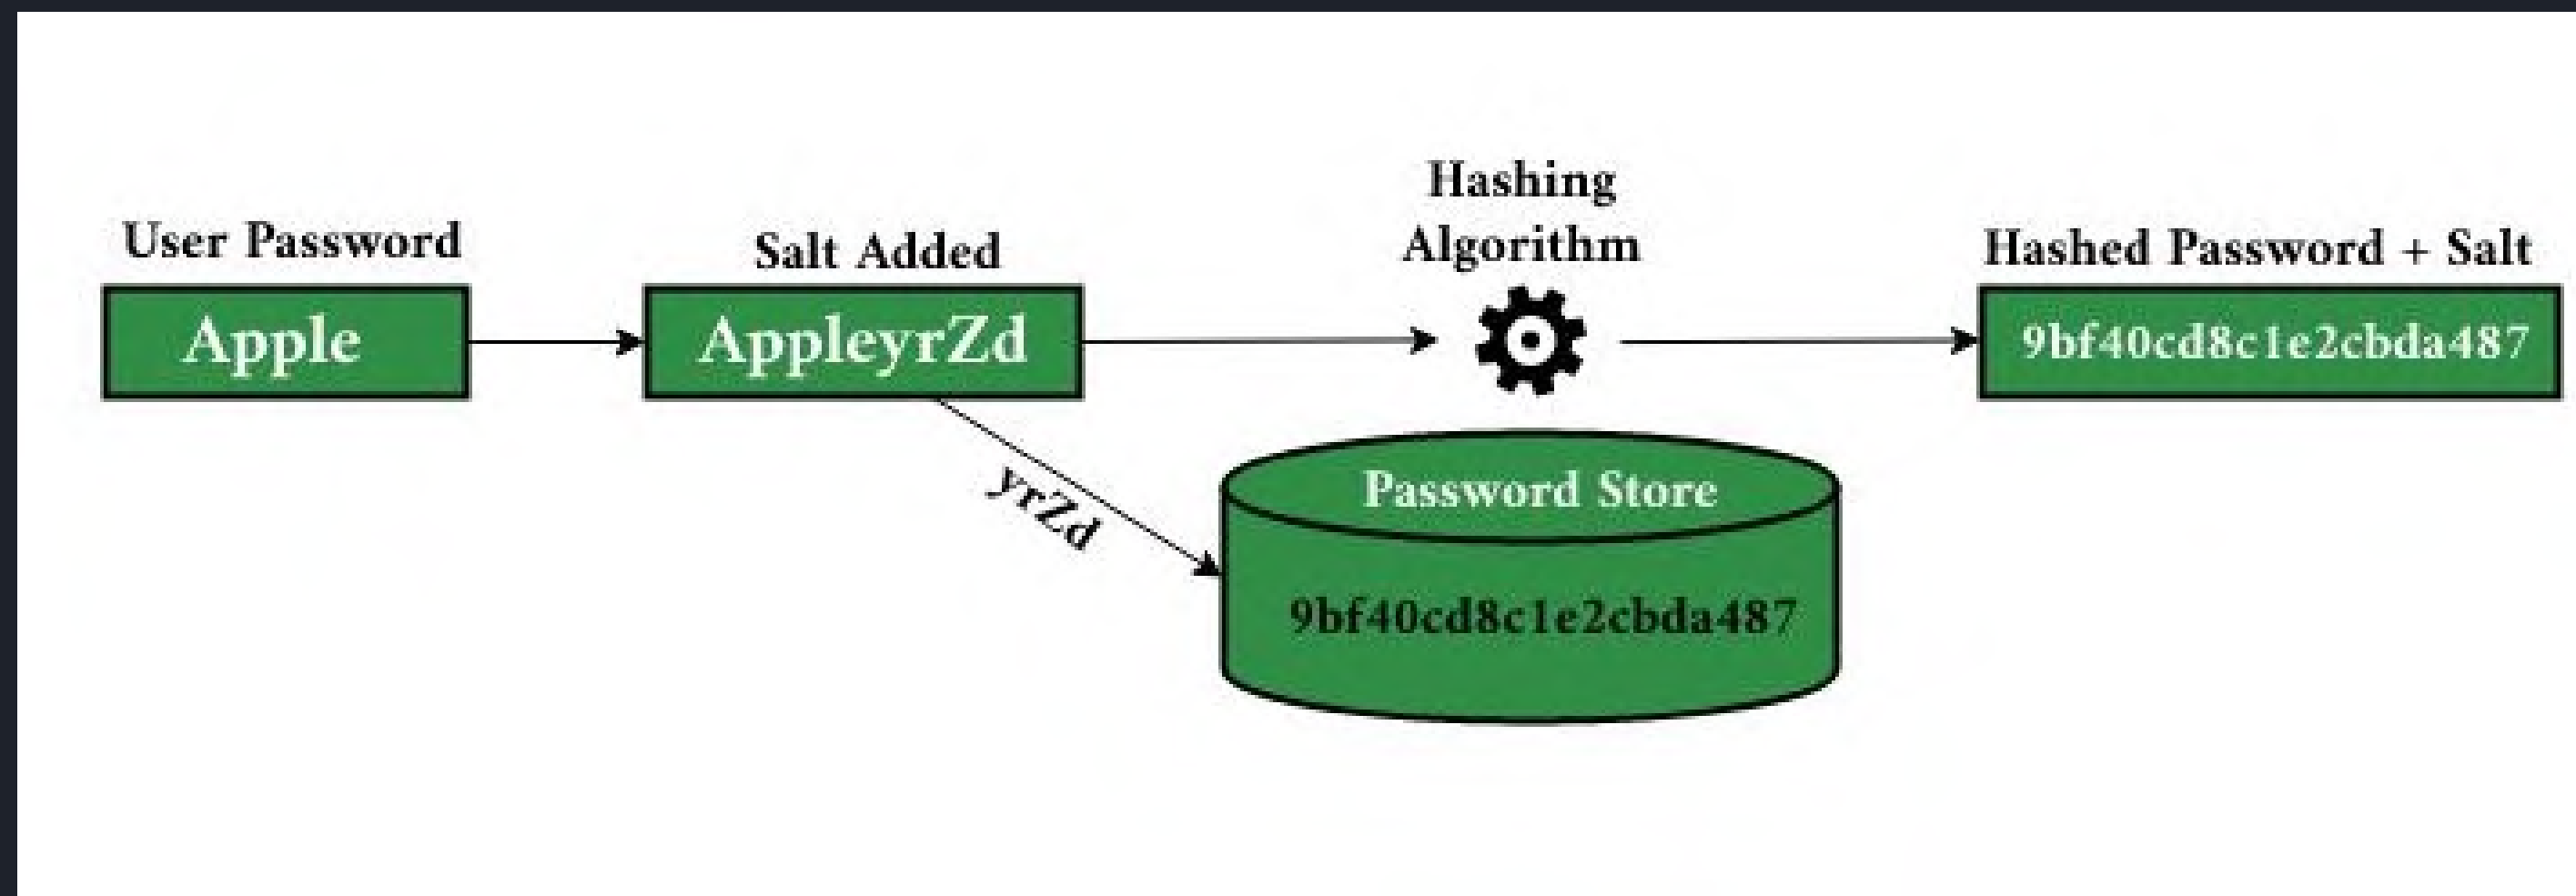 User Password
Apple
Salt Added
AppleyrZd
Hashing
Algorithm
Hashed Password + Salt
9bf40cd8c1e2cbda487
yrZd
Password Store
9bf40cd8c1e2cbda487